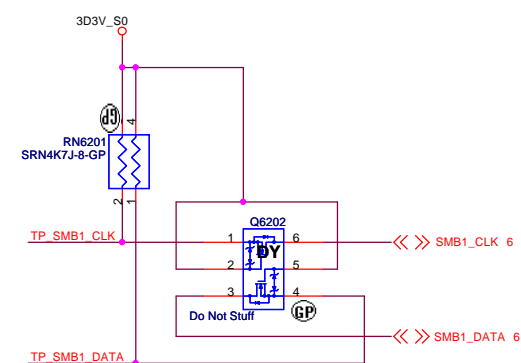 3D3V_S0
GP
3 4
RN6201
SRN4K7J-8-GP
2 1
Q6202
TP_SMB1_CLK 1 6 SMB1_CLK 6
DY
2 5
3 4
Do Not Stuff GP
SMB1_DATA 6
TP_SMB1_DATA